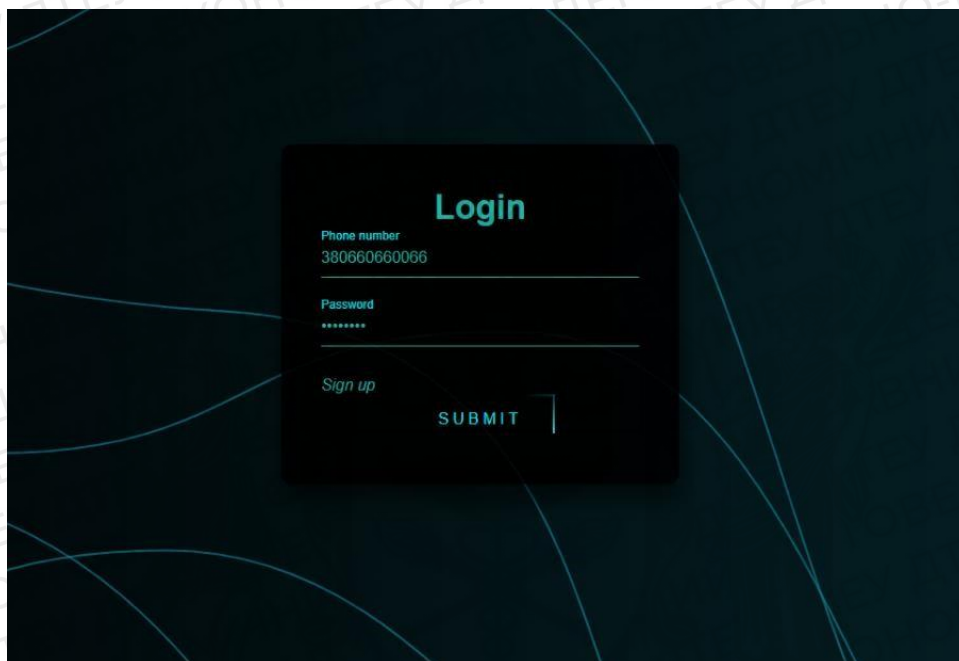 Login
Phone number
380660660066
Password
••••••••
Sign up
SUBMIT